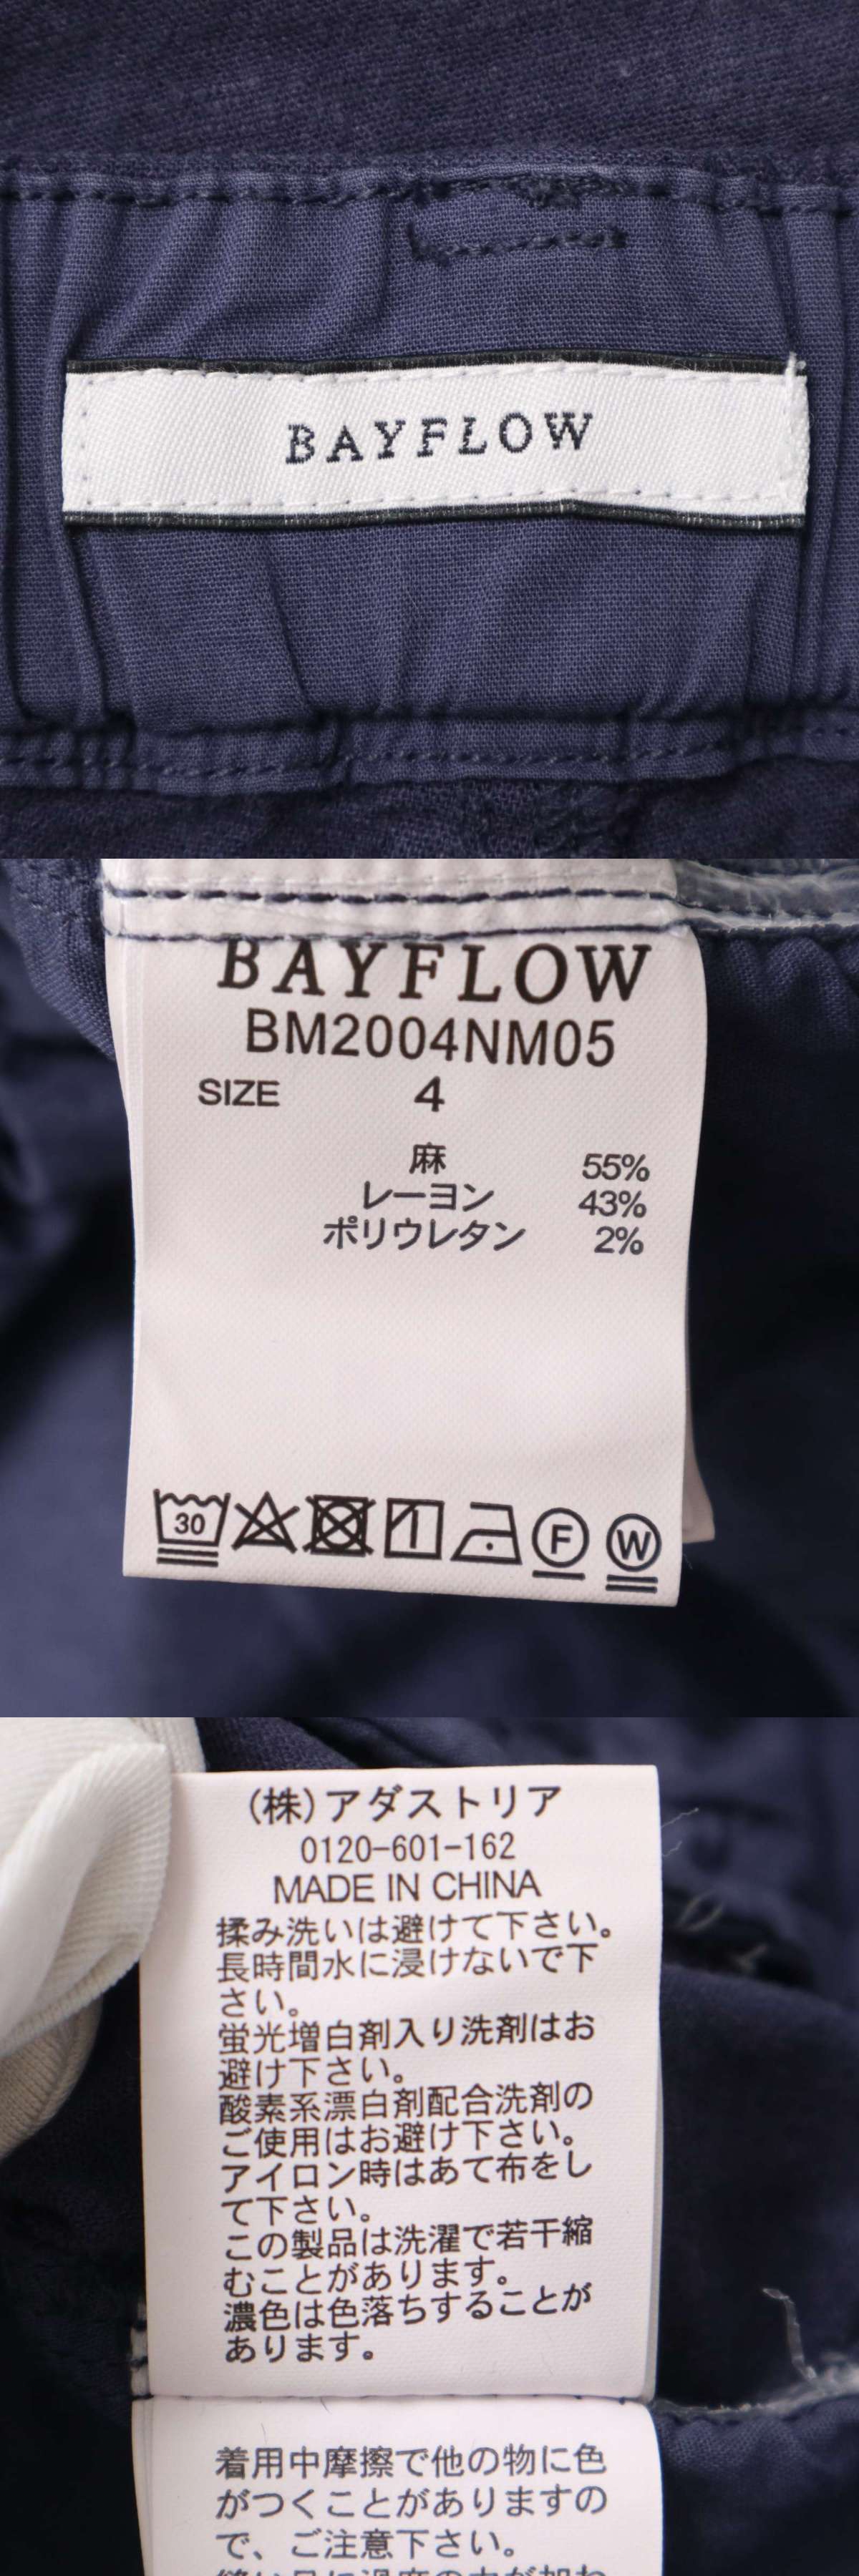 BAYFLOW
BAYFLOW
BM2004NM05
SIZE 4
麻 55%
レーヨン 43%
ポリウレタン 2%
30
F
W
(株)アダストリア
0120-601-162
MADE IN CHINA
揉み洗いは避けて下さい。
長時間水に浸けないで下
さい。
蛍光増白剤入り洗剤はお
避け下さい。
酸素系漂白剤配合洗剤の
ご使用はお避け下さい。
アイロン時はあて布をし
て下さい。
この製品は洗濯で若干縮
むことがあります。
濃色は色落ちすることが
あります。
着用中摩擦で他の物に色
がつくことがありますの
で、ご注意下さい。